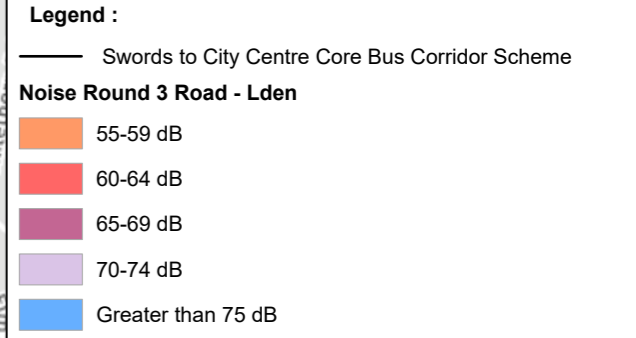 Legend :
Swords to City Centre Core Bus Corridor Scheme
Noise Round 3 Road - Lden
55-59 dB
60-64 dB
65-69 dB
70-74 dB
Greater than 75 dB